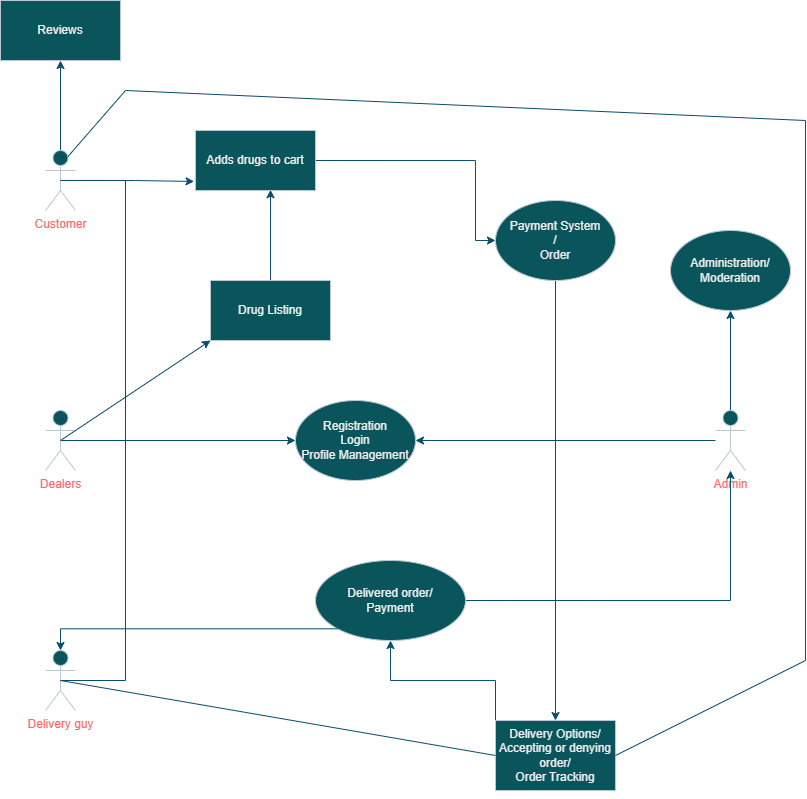 Reviews
Adds drugs to cart
Customer
Payment System
/
Order
Administration/
Moderation
Drug Listing
Registration
Login
Profile Management
Dealers
Admin
Delivered order/
Payment
Delivery guy
Delivery Options/
Accepting or denying
order/
Order Tracking